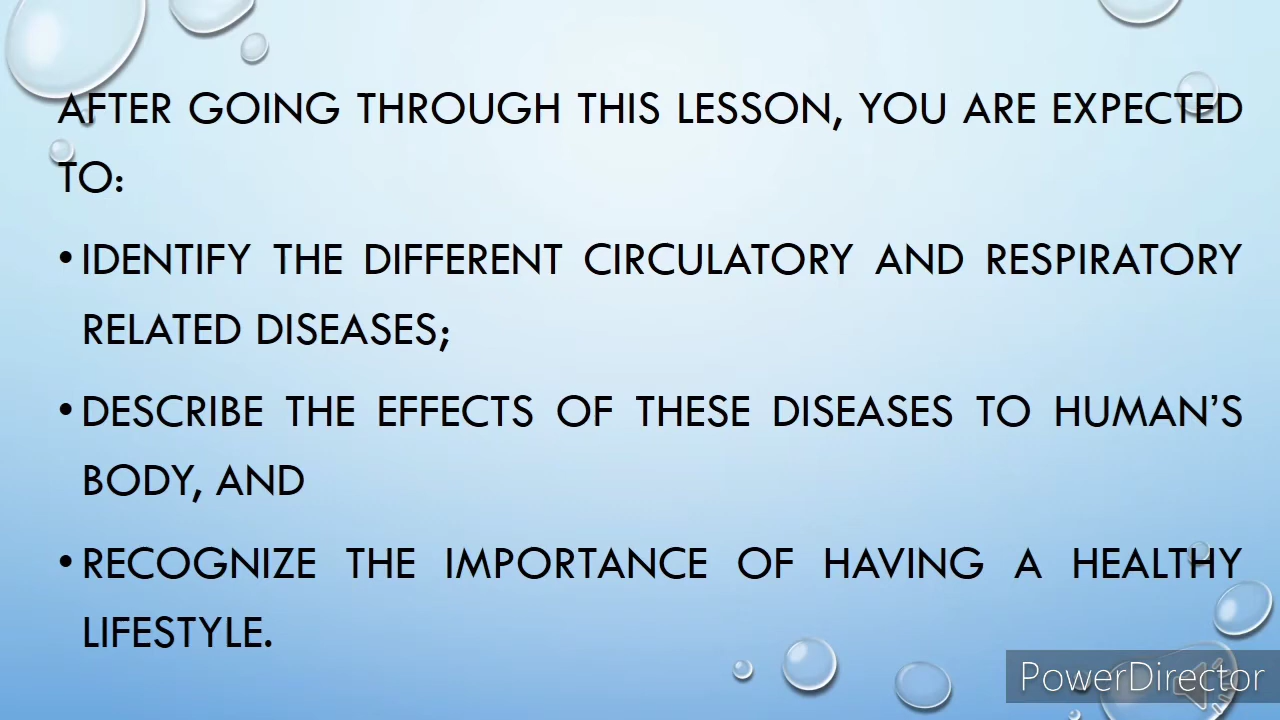 AFTER GOING THROUGH THIS LESSON, YOU ARE EXPECTED
TO:
• IDENTIFY THE DIFFERENT CIRCULATORY AND RESPIRATORY
RELATED DISEASES;
• DESCRIBE THE EFFECTS OF THESE DISEASES TO HUMAN’S
BODY, AND
• RECOGNIZE THE IMPORTANCE OF HAVING A HEALTHY
LIFESTYLE.
PowerDirector